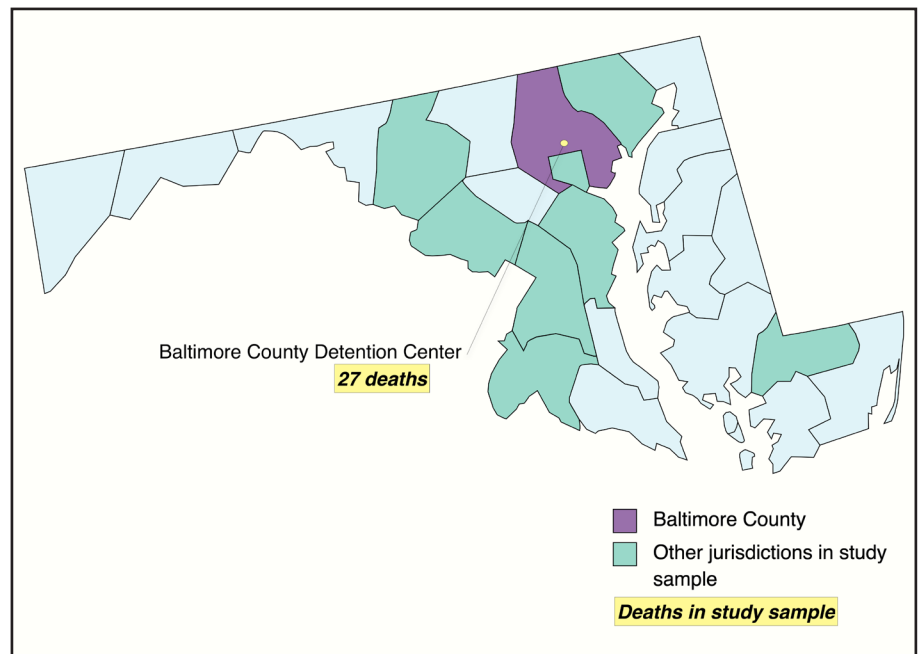 Baltimore County Detention Center
27 deaths
Baltimore County
Other jurisdictions in study
sample
Deaths in study sample